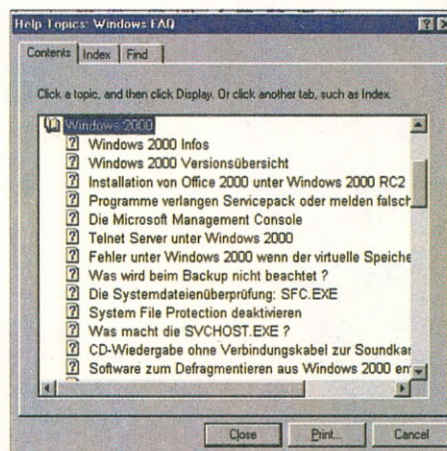 Help Topics: Windows FAQ
Contents Index Find
Click a topic, and then click Display. Or click another tab, such as Index.
Windows 2000
Windows 2000 Infos
Windows 2000 Versionsübersicht
Installation von Office 2000 unter Windows 2000 RC2
Programme verlangen Servicepack oder melden falsch
Die Microsoft Management Console
Telnet Server unter Windows 2000
Fehler unter Windows 2000 wenn der virtuelle Speiche
Was wird beim Backup nicht beachtet ?
Die Systemdateienüberprüfung: SFC.EXE
System File Protection deaktivieren
Was macht die SVCHOST.EXE ?
CD-Wiedergabe ohne Verbindungskabel zur Soundkar
Software zum Defragmentieren aus Windows 2000 en
Close Print... Cancel